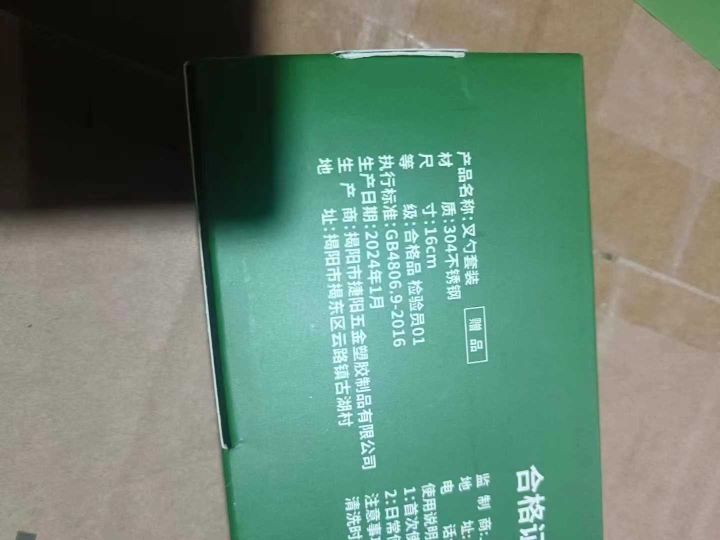 产品名称:叉勺套装
赠品
材 质:304不锈钢
尺 寸:16cm
等 级:合格品 检验员01
执行标准:GB4806.9-2016
生产日期:2024年1月
生 产 商:揭阳市捷阳五金塑胶制品有限公司
地 址:揭阳市揭东区云路镇古湖村
合格证
监 制 商:
地 址:
电 话
使用说明
1:首次使
2:日常使
注意事项
清洗时